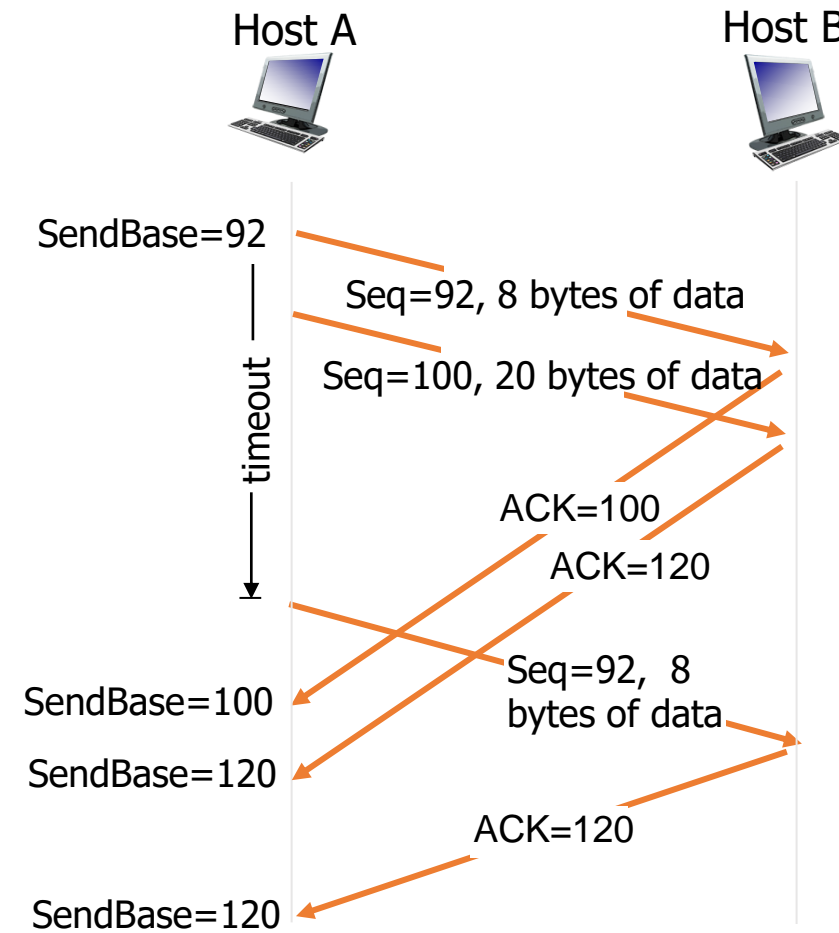 Host A
Host B
SendBase=92
Seq=92, 8 bytes of data
Seq=100, 20 bytes of data
timeout
ACK=100
ACK=120
Seq=92, 8
bytes of data
SendBase=100
SendBase=120
ACK=120
SendBase=120